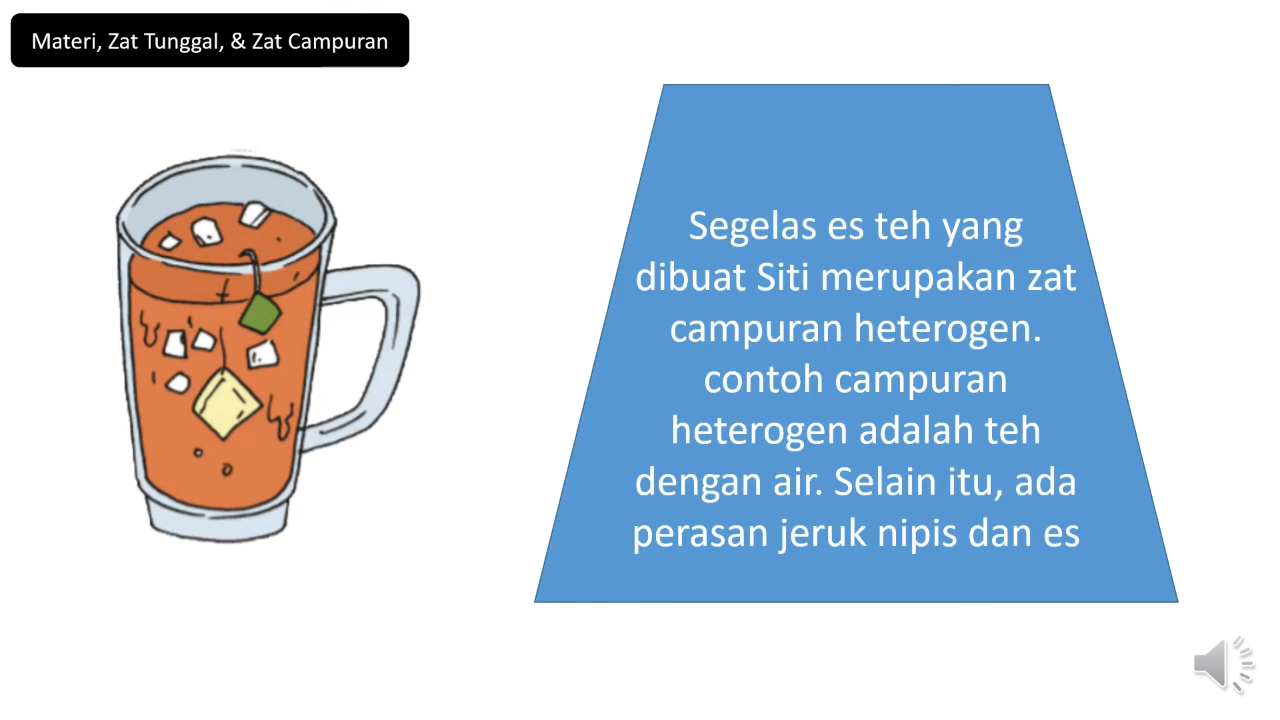 Materi, Zat Tunggal, & Zat Campuran
Segelas es teh yang
dibuat Siti merupakan zat
campuran heterogen.
contoh campuran
heterogen adalah teh
dengan air. Selain itu, ada
perasan jeruk nipis dan es